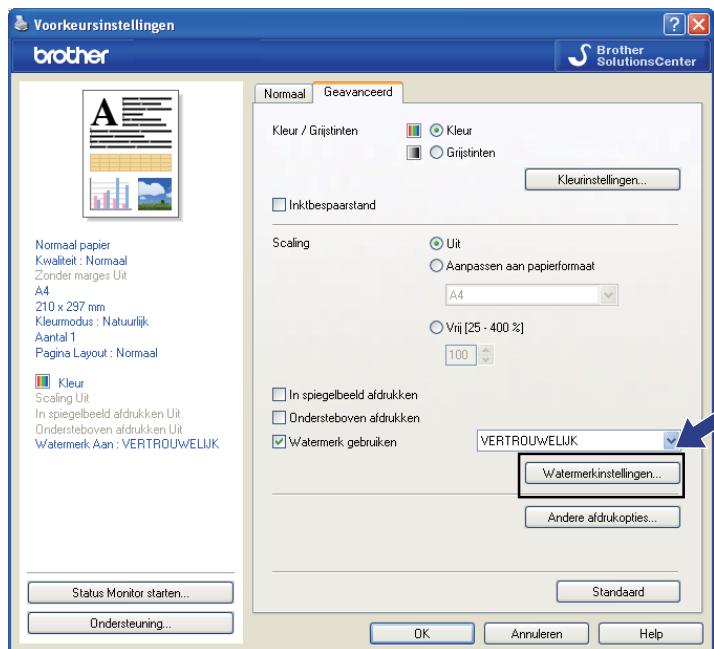 Voorkeursinstellingen
brother
Brother
SolutionsCenter
A
Normaal papier
Kwaliteit : Normaal
Zonder marges Uit
A4
210 x 297 mm
Kleurmodus : Natuurlijk
Aantal 1
Pagina Layout : Normaal
Kleur
Scaling Uit
In spiegelbeeld afdrukken Uit
Ondersteboven afdrukken Uit
Watermerk Aan : VERTROUWELIJK
Status Monitor starten...
Ondersteuning...
Normaal Geavanceerd
Kleur / Grijstinten Kleur
Grijstinten
Kleurinstellingen...
Inktbespaarstand
Scaling Uit
Aanpassen aan papierformaat
A4
Vrij [25 - 400 %]
100
In spiegelbeeld afdrukken
Ondersteboven afdrukken
Watermerk gebruiken VERTROUWELIJK
Watermerkinstellingen...
Andere afdrukopties...
Standaard
OK Annuleren Help